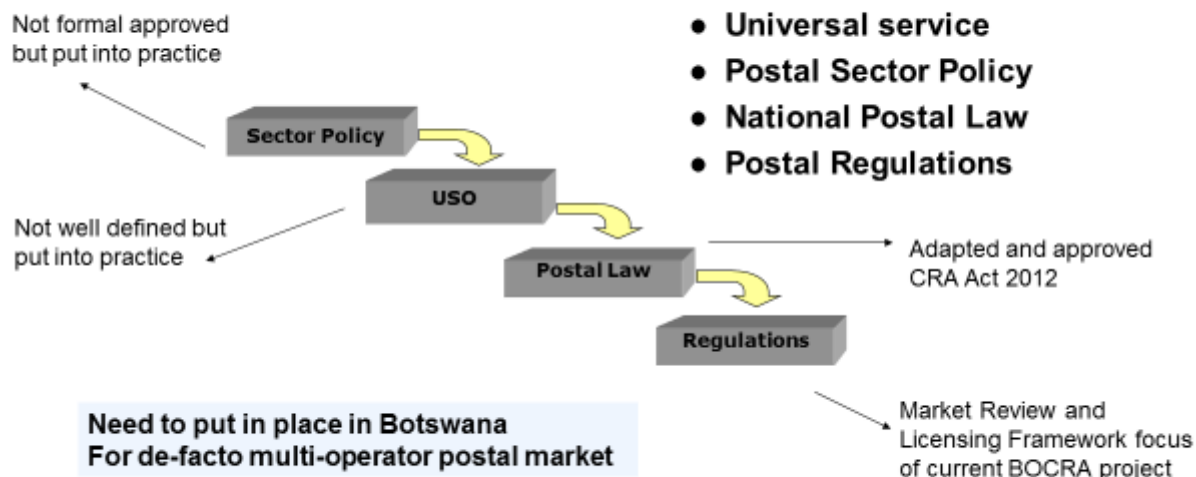 Not formal approved
but put into practice
● Universal service
● Postal Sector Policy
● National Postal Law
● Postal Regulations
Sector Policy
USO
Not well defined but
put into practice
Postal Law
Adapted and approved
CRA Act 2012
Regulations
Need to put in place in Botswana
For de-facto multi-operator postal market
Market Review and
Licensing Framework focus
of current BOCRA project